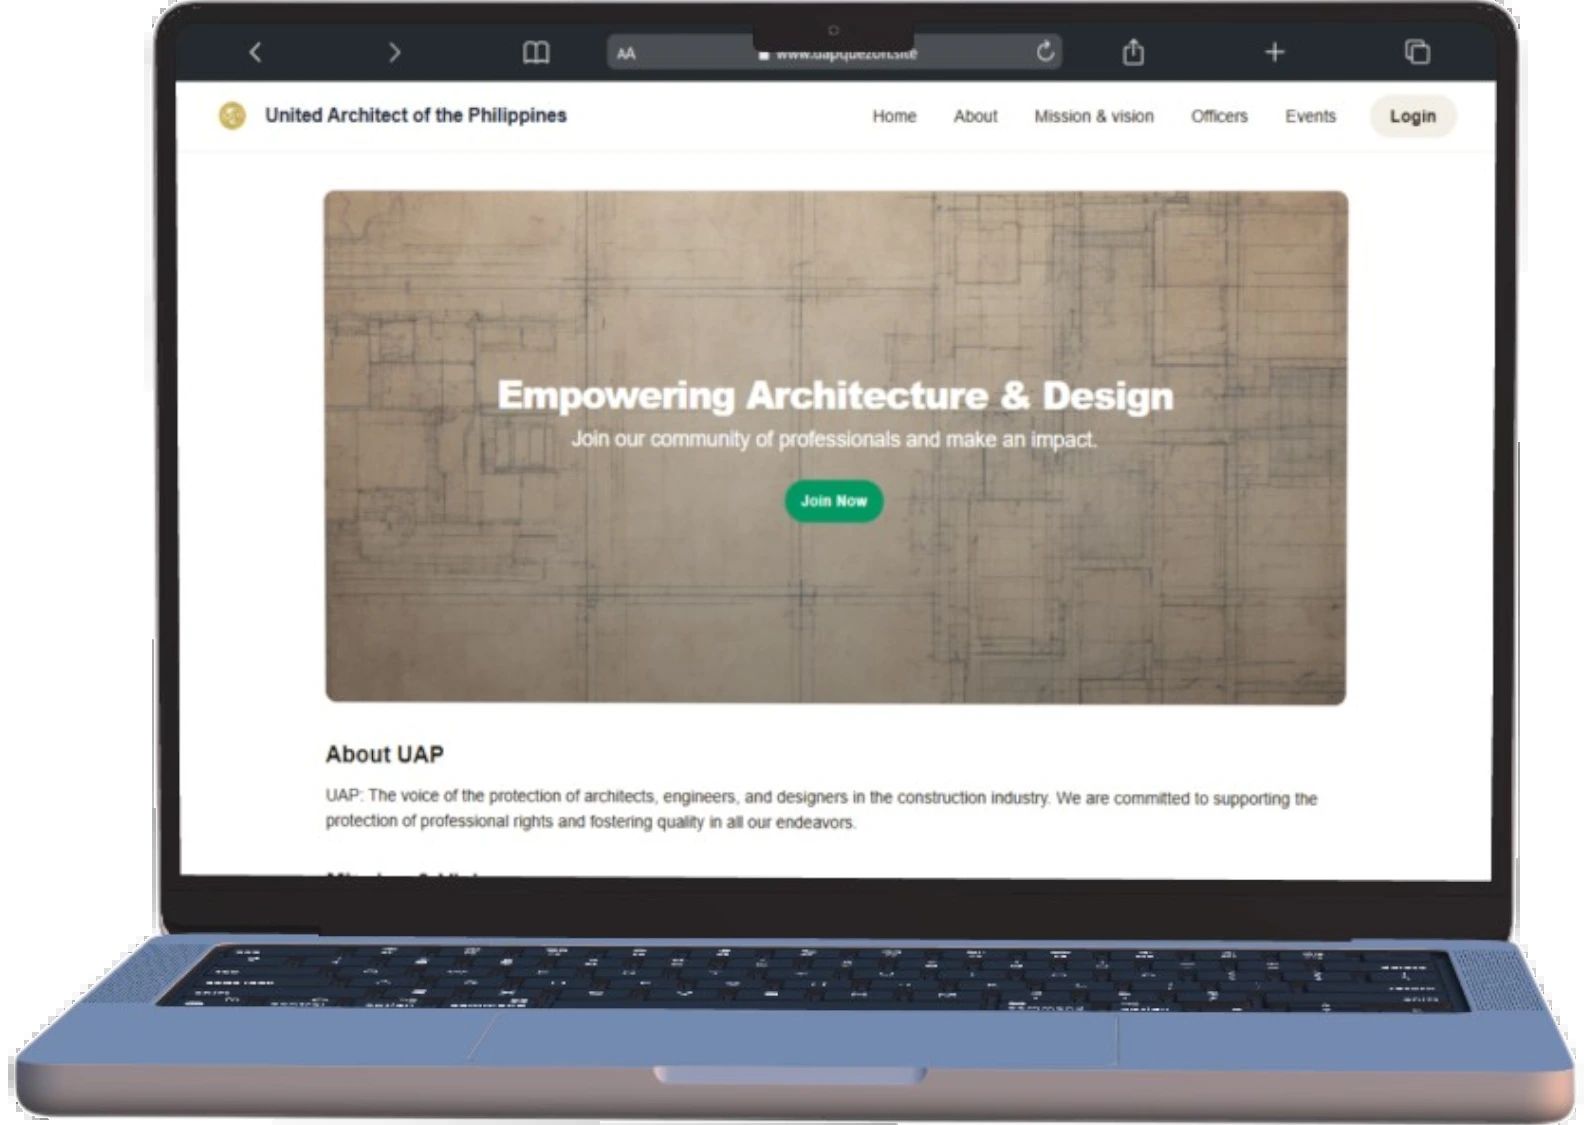 AA
www.uapquezon.site
United Architect of the Philippines
Home About Mission & vision Officers Events Login
Empowering Architecture & Design
Join our community of professionals and make an impact.
Join Now
About UAP
UAP: The voice of the protection of architects, engineers, and designers in the construction industry. We are committed to supporting the
protection of professional rights and fostering quality in all our endeavors.